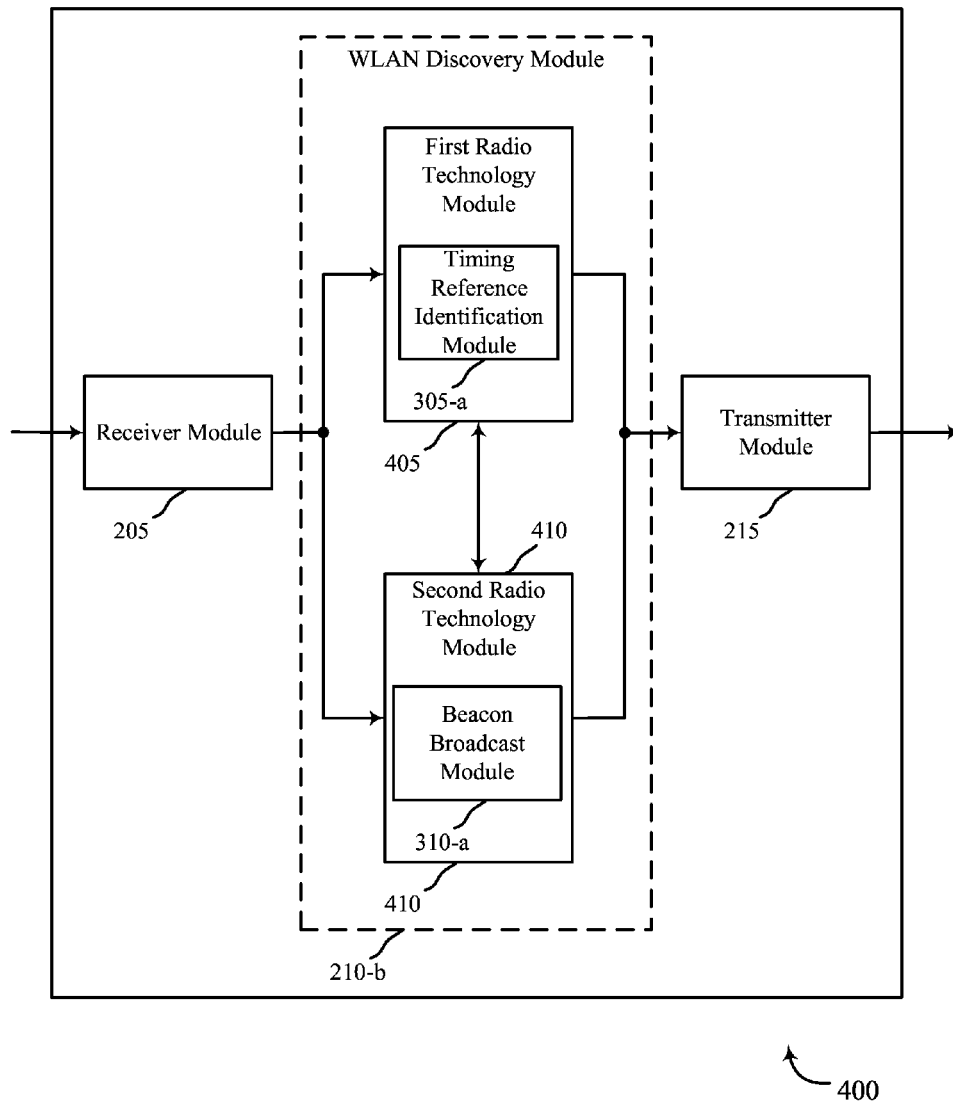 WLAN Discovery Module
First Radio
Technology
Module
Timing
Reference
Identification
Module
305-a
405
Receiver Module
205
Transmitter
Module
215
410
Second Radio
Technology
Module
Beacon
Broadcast
Module
310-a
410
210-b
400